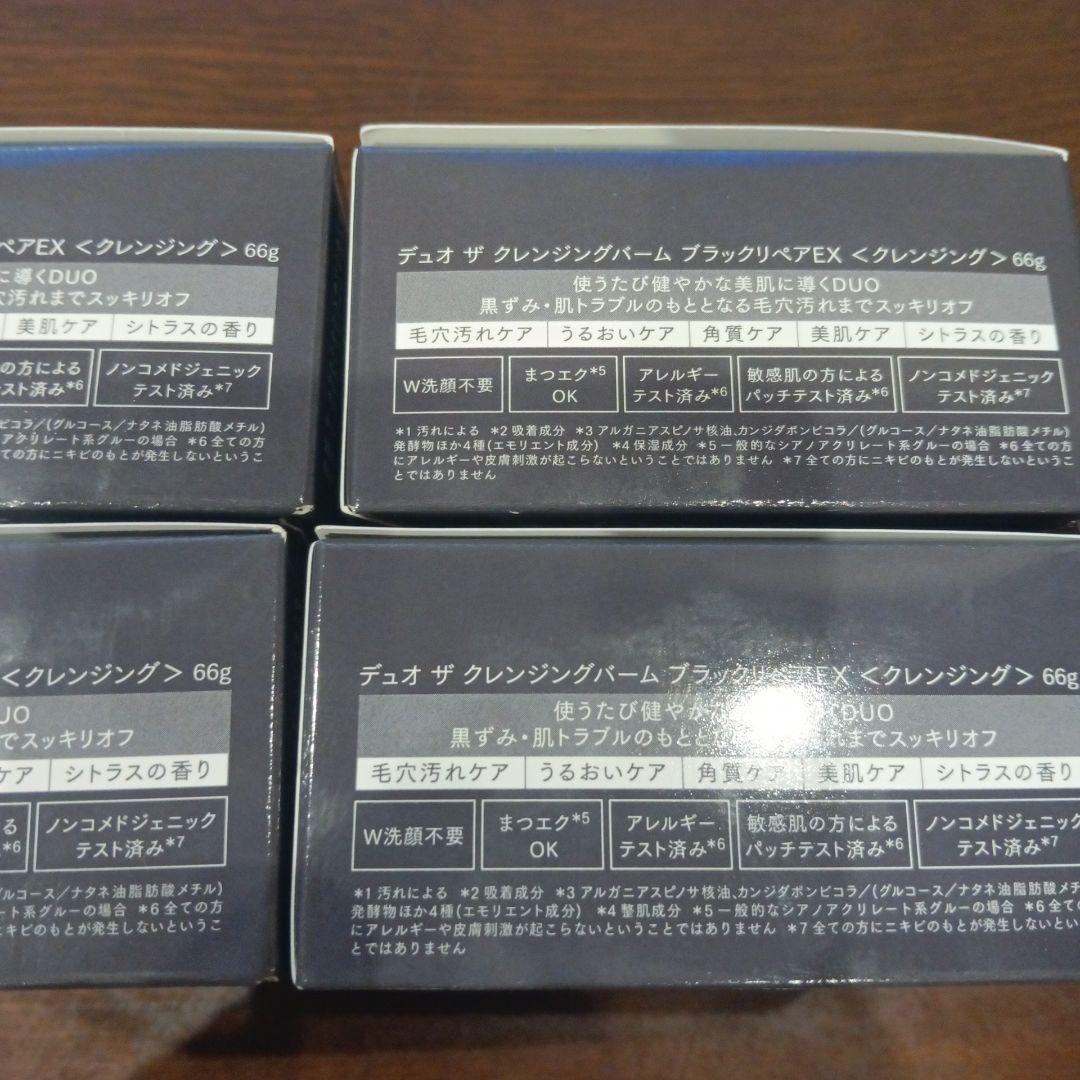 ペアEX <クレンジング> 66g
に導くDUO
穴汚れまでスッキリオフ
美肌ケア シトラスの香り
の方による
スト済み*6
ノンコメドジェニック
テスト済み*7
ビコラ/(グルコース/ナタネ油脂肪酸メチル)
アクリレート系グルーの場合 *6 全ての方
全ての方にニキビのもとが発生しないというこ
デュオ ザ クレンジングバーム ブラックリペアEX <クレンジング> 66g
使うたび健やかな美肌に導くDUO
黒ずみ・肌トラブルのもととなる毛穴汚れまでスッキリオフ
毛穴汚れケア うるおいケア 角質ケア 美肌ケア シトラスの香り
W洗顔不要
まつエク*5
OK
アレルギー
テスト済み*6
敏感肌の方による
パッチテスト済み*6
ノンコメドジェニック
テスト済み*7
*1 汚れによる *2 吸着成分 *3 アルガニアスピノサ核油、カンジダボンビコラ/(グルコース/ナタネ油脂肪酸メチル)
発酵物ほか4種(エモリエント成分) *4 保湿成分 *5 一般的なシアノアクリレート系グルーの場合 *6 全ての方
にアレルギーや皮膚刺激が起こらないということではありません *7 全ての方にニキビのもとが発生しないというこ
とではありません
<クレンジング> 66g
UO
でスッキリオフ
ケア シトラスの香り
る
*6
ノンコメドジェニック
テスト済み*7
グルコース/ナタネ油脂肪酸メチル)
レート系グルーの場合 *6 全ての方
ニキビのもとが発生しないというこ
デュオ ザ クレンジングバーム ブラックリ EX <クレンジング> 66g
使うたび健やか DUO
黒ずみ・肌トラブルのもととな れまでスッキリオフ
毛穴汚れケア うるおいケア 角質ケア 美肌ケア シトラスの香り
W洗顔不要
まつエク*5
OK
アレルギー
テスト済み*6
敏感肌の方による
パッチテスト済み*6
ノンコメドジェニック
テスト済み*7
*1 汚れによる *2 吸着成分 *3 アルガニアスピノサ核油、カンジダボンビコラ/(グルコース/ナタネ油脂肪酸メチ
発酵物ほか4種(エモリエント成分) *4 整肌成分 *5 一般的なシアノアクリレート系グルーの場合 *6 全ての
にアレルギーや皮膚刺激が起こらないということではありません *7 全ての方にニキビのもとが発生しないという
とではありません